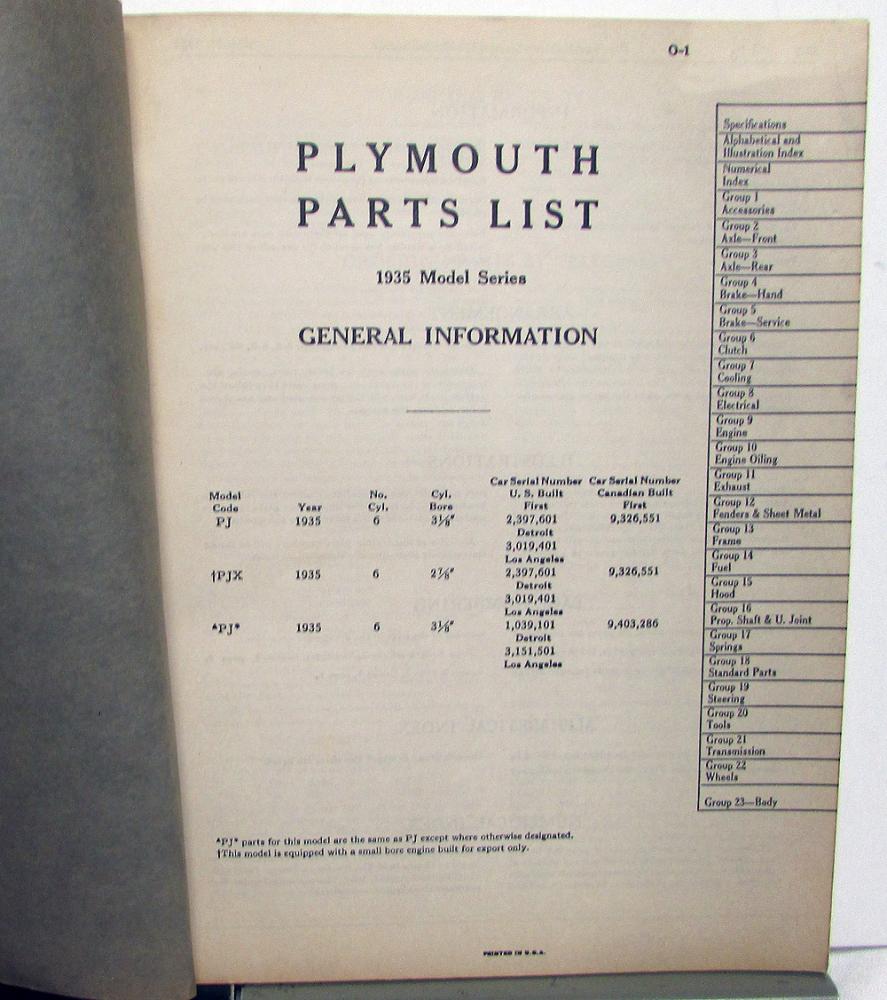 O-1
PLYMOUTH
PARTS LIST
1935 Model Series
GENERAL INFORMATION
Car Serial Number Car Serial Number
Model No. Cyl. U. S. Built Canadian Built
Code Year Cyl. Bore First First
PJ 1935 6 3⅛" 2,397,601 9,326,551
Detroit
3,019,401
Los Angeles
†PJX 1935 6 2⅞" 2,397,601 9,326,551
Detroit
3,019,401
Los Angeles
*PJ* 1935 6 3⅛" 1,039,101 9,403,286
Detroit
3,151,501
Los Angeles
*PJ* parts for this model are the same as PJ except where otherwise designated.
†This model is equipped with a small bore engine built for export only.
PRINTED IN U.S.A.
Specifications
Alphabetical and
Illustration Index
Numerical
Index
Group 1
Accessories
Group 2
Axle—Front
Group 3
Axle—Rear
Group 4
Brake—Hand
Group 5
Brake—Service
Group 6
Clutch
Group 7
Cooling
Group 8
Electrical
Group 9
Engine
Group 10
Engine Oiling
Group 11
Exhaust
Group 12
Fenders & Sheet Metal
Group 13
Frame
Group 14
Fuel
Group 15
Hood
Group 16
Prop. Shaft & U. Joint
Group 17
Springs
Group 18
Standard Parts
Group 19
Steering
Group 20
Tools
Group 21
Transmission
Group 22
Wheels
Group 23—Body